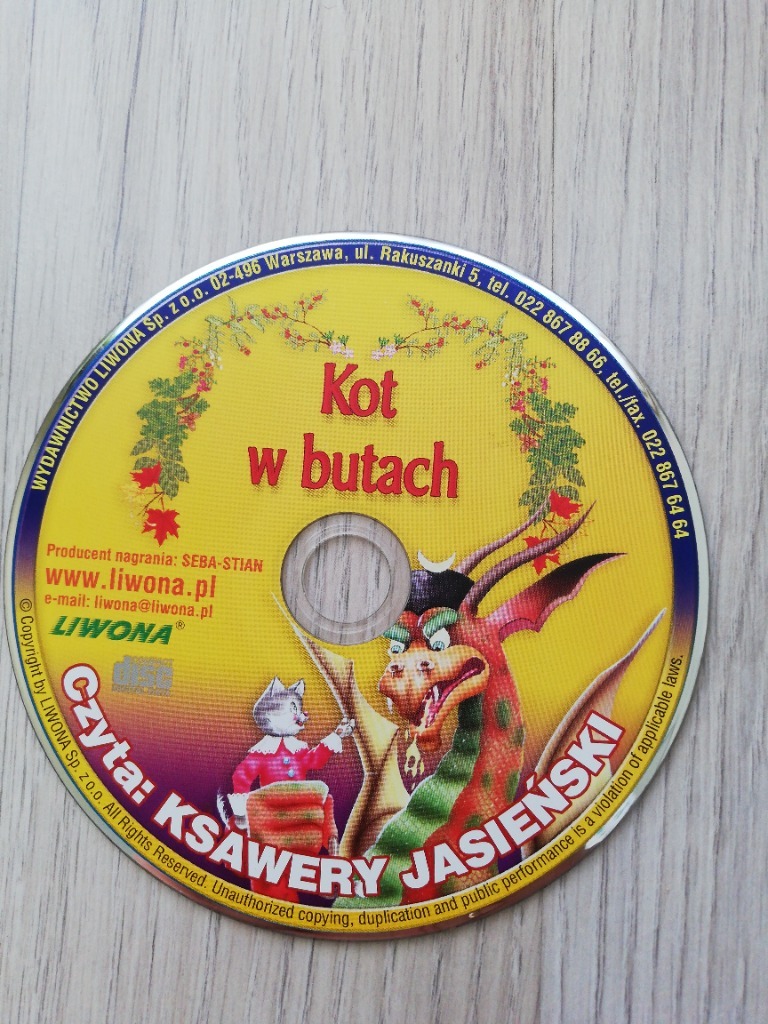 WYDAWNICTWO LIWONA Sp. z o.o. 02-496 Warszawa, ul. Rakuszanki 5, tel. 022 867 88 66, tel./fax. 022 867 64 64
Kot
w butach
Producent nagrania: SEBA-STIAN
www.liwona.pl
e-mail: liwona@liwona.pl
LIWONA®
disc
Czyta: KSAWERY JASIEŃSKI
© Copyright by LIWONA Sp. z o.o. All Rights Reserved. Unauthorized copying, duplication and public performance is a violation of applicable laws.